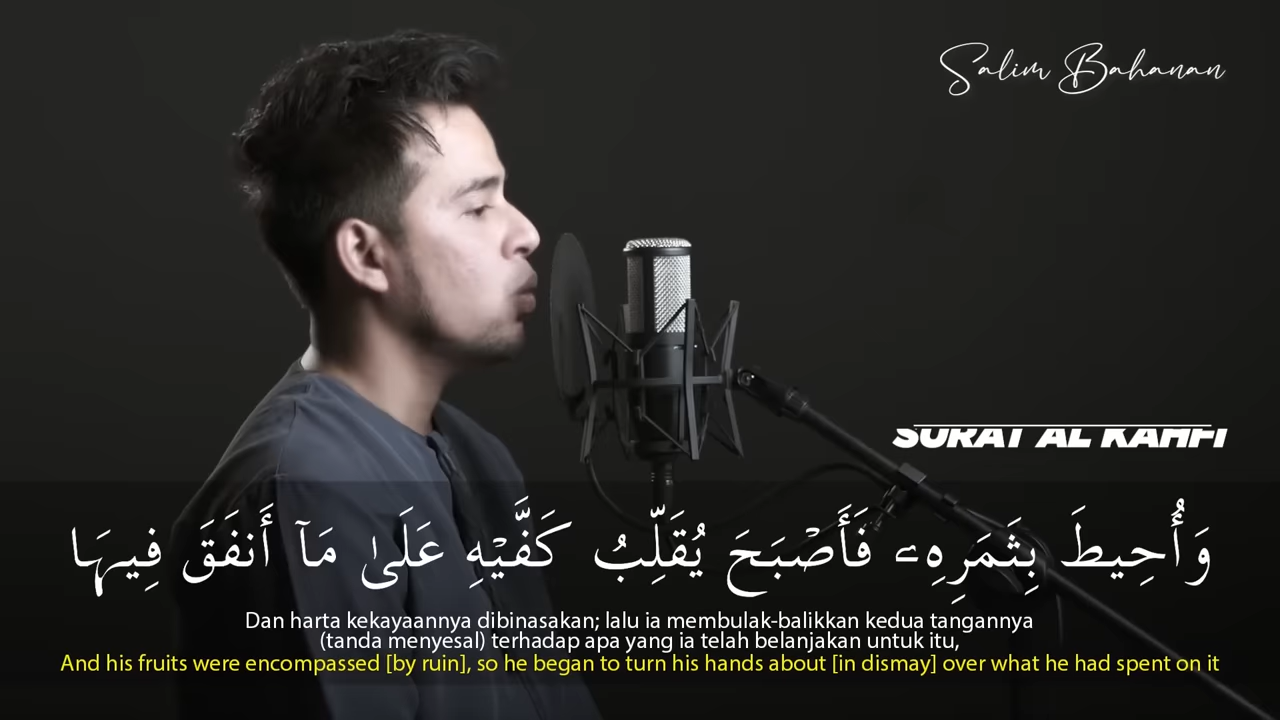 Salim Bahanan
SURAT AL KAHFI
وَأُحِيطَ بِثَمَرِهِۦ فَأَصْبَحَ يُقَلِّبُ كَفَّيْهِ عَلَىٰ مَآ أَنفَقَ فِيهَا
Dan harta kekayaannya dibinasakan; lalu ia membulak-balikkan kedua tangannya
(tanda menyesal) terhadap apa yang ia telah belanjakan untuk itu,
And his fruits were encompassed [by ruin], so he began to turn his hands about [in dismay] over what he had spent on it